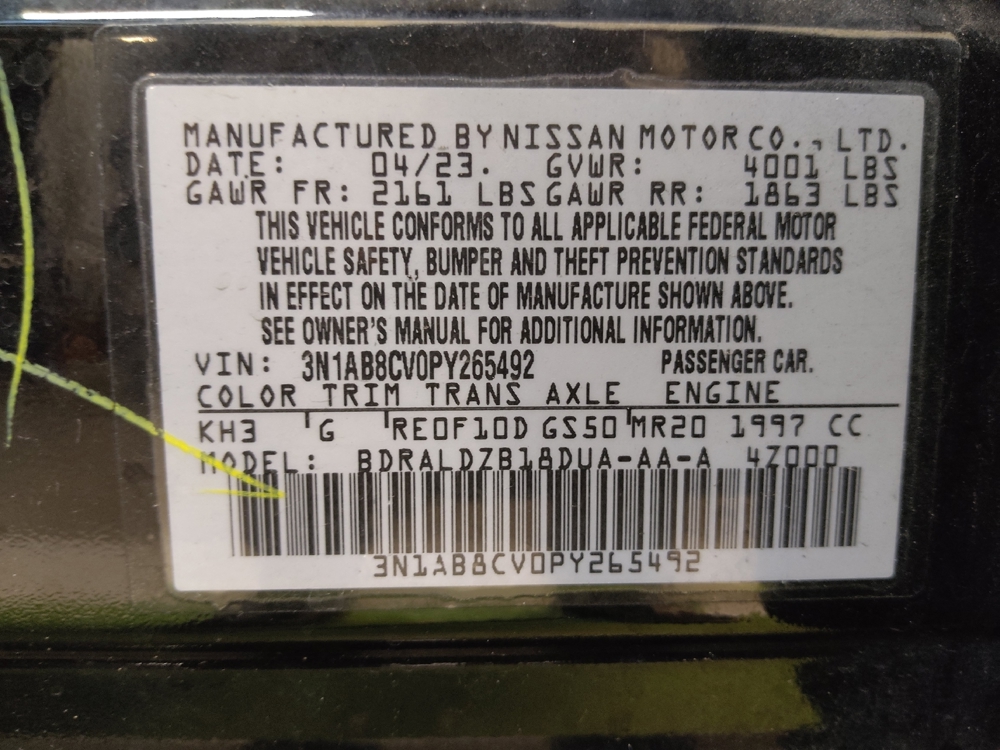 MANUFACTURED BY NISSAN MOTOR CO., LTD.
DATE: 04/23. GVWR: 4001 LBS
GAWR FR: 2161 LBS GAWR RR: 1863 LBS
THIS VEHICLE CONFORMS TO ALL APPLICABLE FEDERAL MOTOR
VEHICLE SAFETY, BUMPER AND THEFT PREVENTION STANDARDS
IN EFFECT ON THE DATE OF MANUFACTURE SHOWN ABOVE.
SEE OWNER'S MANUAL FOR ADDITIONAL INFORMATION.
VIN: 3N1AB8CV0PY265492 PASSENGER CAR.
COLOR TRIM TRANS AXLE ENGINE
KH3 G RE0F10D GS50 MR20 1997 CC
MODEL: BDRALDZB18DUA-AA-A 4Z000
3N1AB8CV0PY265492